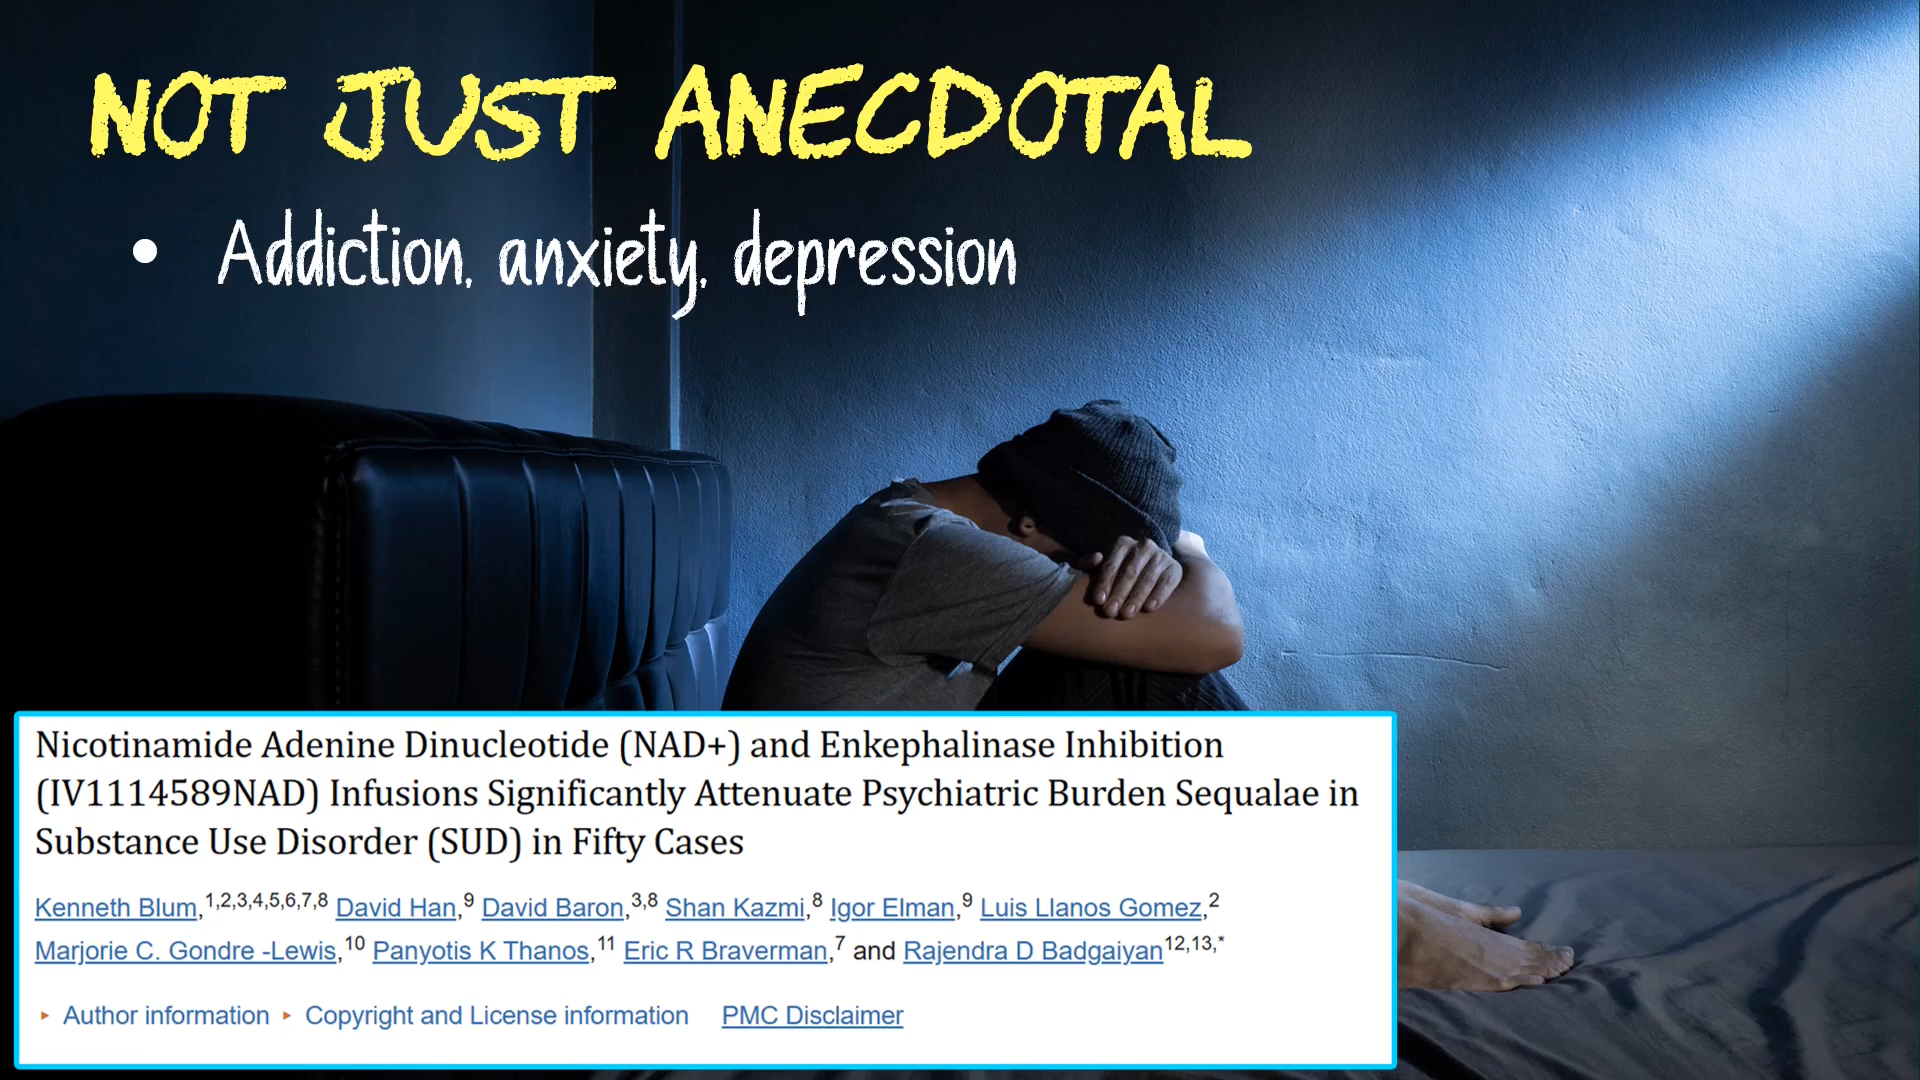 NOT JUST ANECDOTAL
• Addiction, anxiety, depression
Nicotinamide Adenine Dinucleotide (NAD+) and Enkephalinase Inhibition
(IV1114589NAD) Infusions Significantly Attenuate Psychiatric Burden Sequalae in
Substance Use Disorder (SUD) in Fifty Cases
Kenneth Blum,1,2,3,4,5,6,7,8 David Han,9 David Baron,3,8 Shan Kazmi,8 Igor Elman,9 Luis Llanos Gomez,2
Marjorie C. Gondre -Lewis,10 Panyotis K Thanos,11 Eric R Braverman,7 and Rajendra D Badgaiyan12,13,*
▸ Author information ▸ Copyright and License information PMC Disclaimer